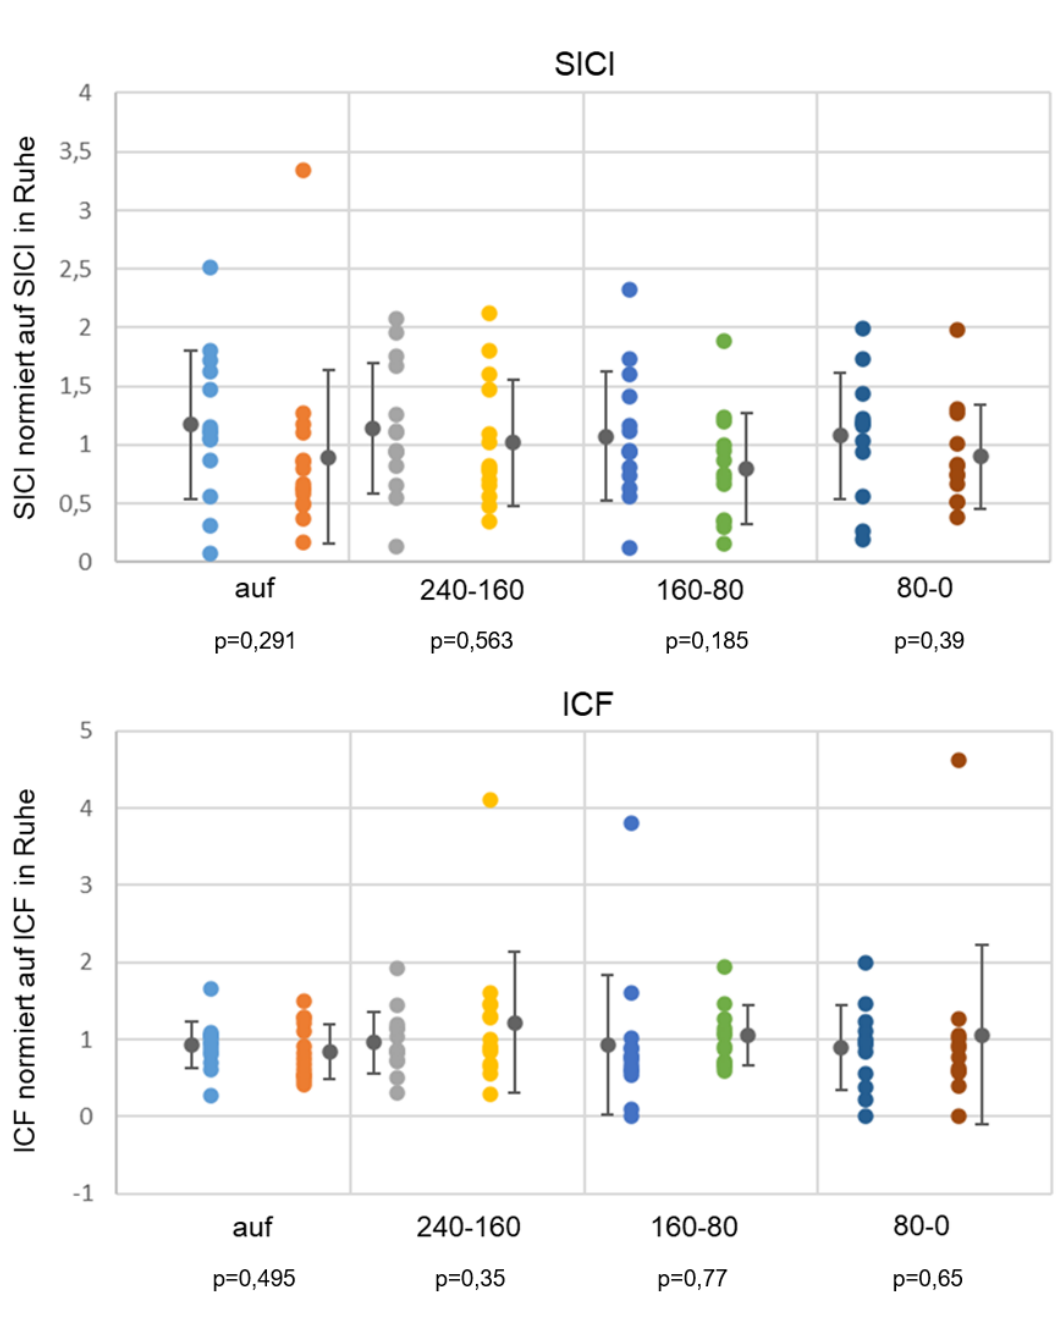 SICI
SICI normiert auf SICI in Ruhe
4
3,5
3
2,5
2
1,5
1
0,5
0
auf 240-160 160-80 80-0
p=0,291 p=0,563 p=0,185 p=0,39
ICF
ICF normiert auf ICF in Ruhe
5
4
3
2
1
0
-1
auf 240-160 160-80 80-0
p=0,495 p=0,35 p=0,77 p=0,65